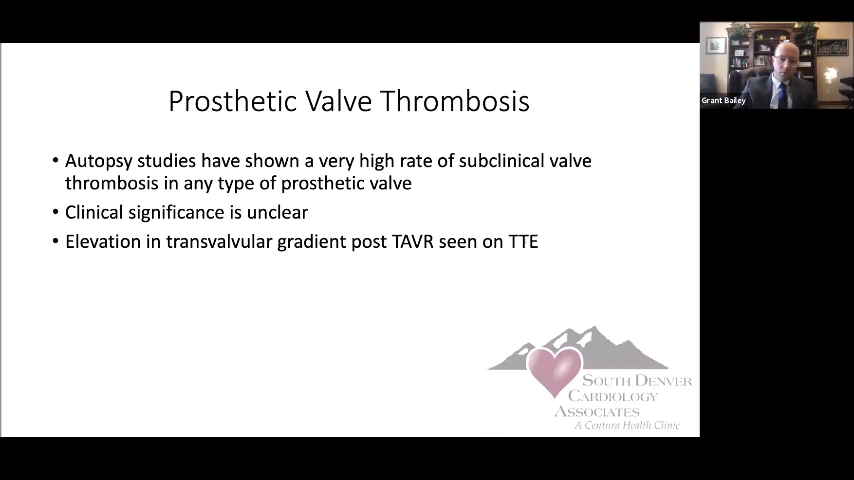 Prosthetic Valve Thrombosis
• Autopsy studies have shown a very high rate of subclinical valve
thrombosis in any type of prosthetic valve
• Clinical significance is unclear
• Elevation in transvalvular gradient post TAVR seen on TTE
SOUTH DENVER
CARDIOLOGY
ASSOCIATES
A Centura Health Clinic
Grant Bailey